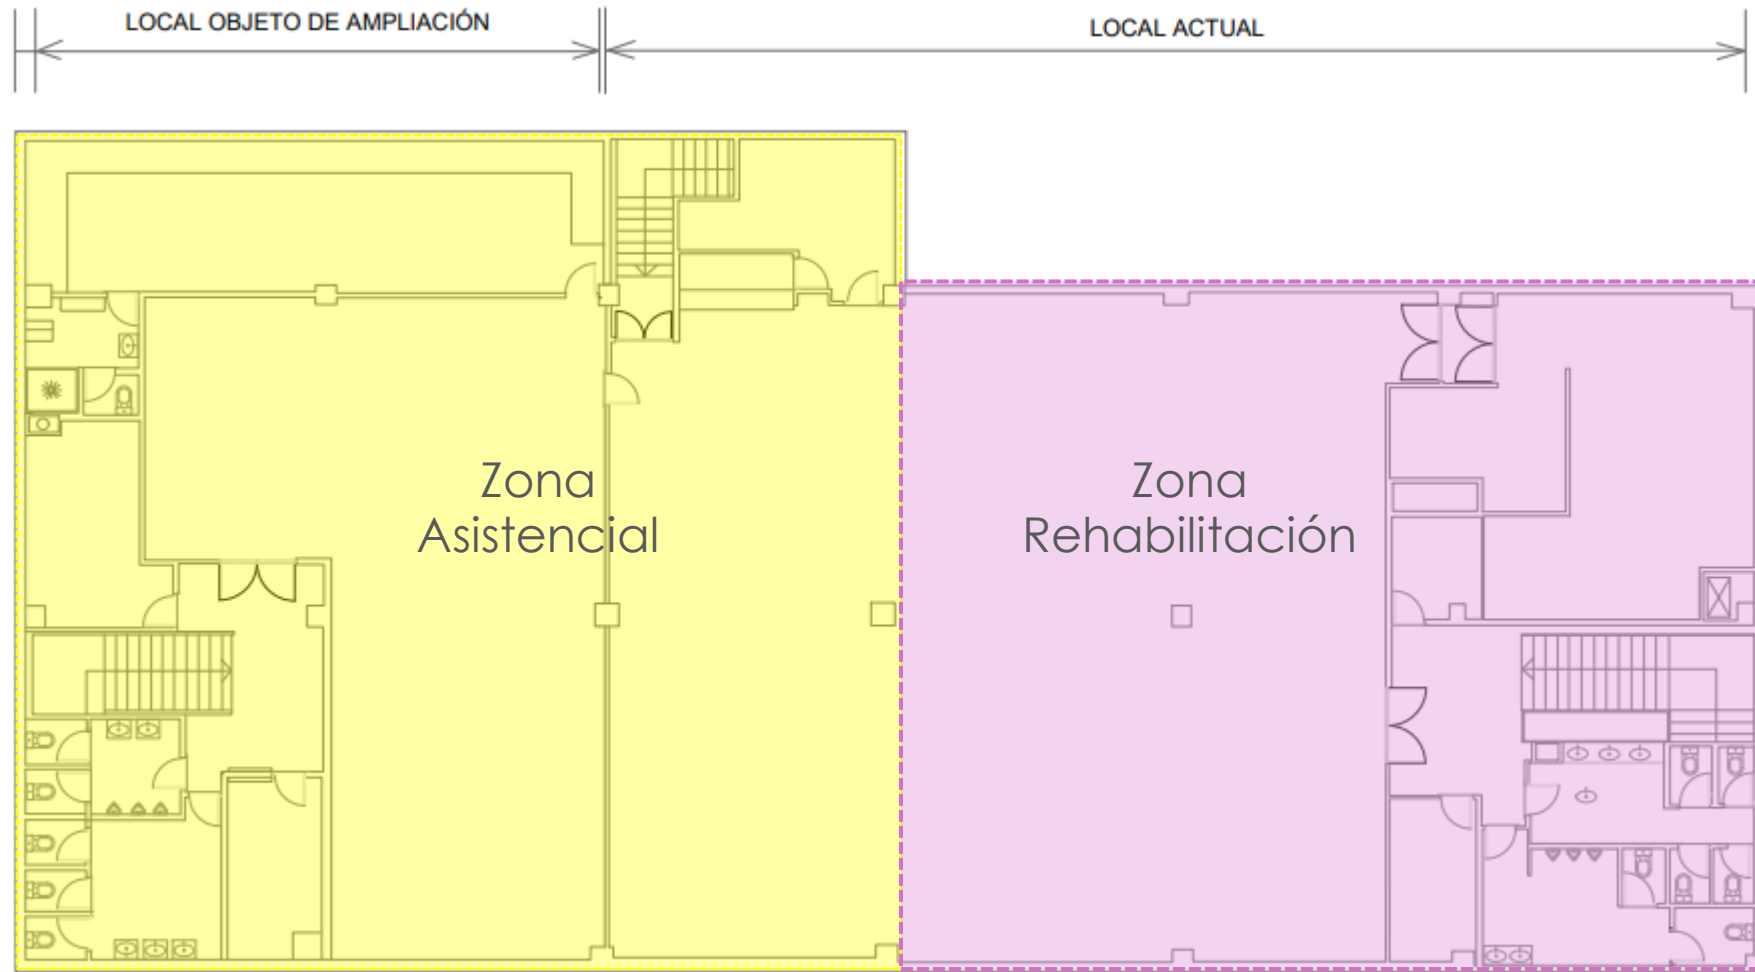 LOCAL OBJETO DE AMPLIACIÓN
LOCAL ACTUAL
Zona
Asistencial
Zona
Rehabilitación